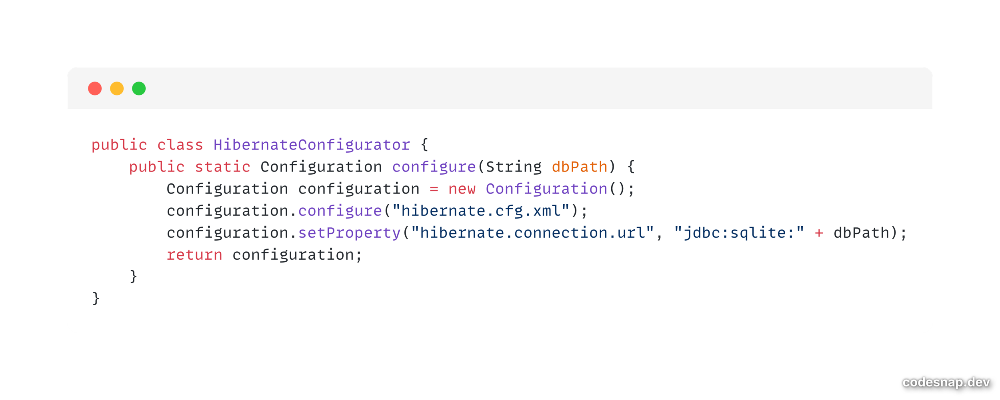 public class HibernateConfigurator {
    public static Configuration configure(String dbPath) {
        Configuration configuration = new Configuration();
        configuration.configure("hibernate.cfg.xml");
        configuration.setProperty("hibernate.connection.url", "jdbc:sqlite:" + dbPath);
        return configuration;
    }
}
codesnap.dev